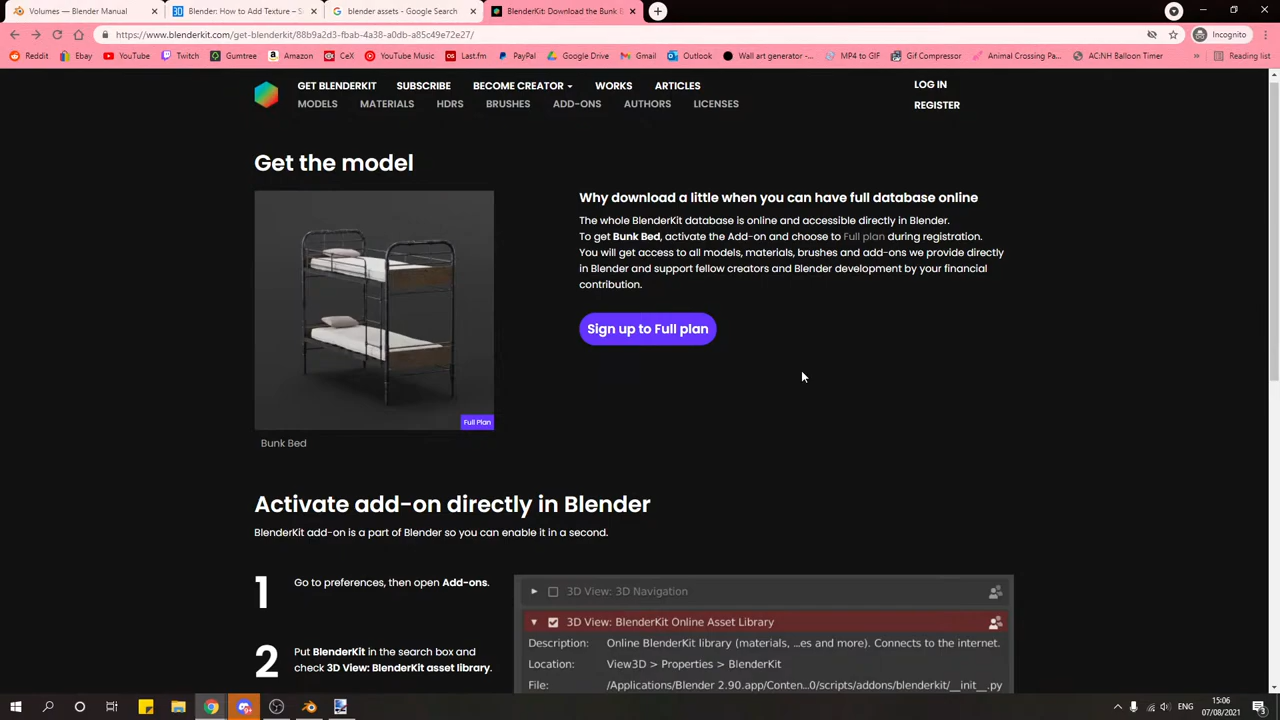 Volumes — Blender Manual
Blender: How to Add Texture – S
blender assets - Google Search
BlenderKit: Download the Bunk B
https://www.blenderkit.com/get-blenderkit/88b9a2d3-fbab-4a38-a0db-a85c49e27e27/
Incognito
Reddit Ebay YouTube Twitch Gumtree Amazon CeX YouTube Music Last.fm PayPal Google Drive Gmail Outlook Wall art generator -... MP4 to GIF Gif Compressor Animal Crossing Pa... AC:NH Balloon Timer Reading list
GET BLENDERKIT SUBSCRIBE BECOME CREATOR WORKS ARTICLES
MODELS MATERIALS HDRS BRUSHES ADD-ONS AUTHORS LICENSES
LOG IN
REGISTER
Get the model
Full Plan
Bunk Bed
Why download a little when you can have full database online
The whole BlenderKit database is online and accessible directly in Blender.
To get Bunk Bed, activate the Add-on and choose to Full plan during registration.
You will get access to all models, materials, brushes and add-ons we provide directly
in Blender and support fellow creators and Blender development by your financial
contribution.
Sign up to Full plan
Activate add-on directly in Blender
BlenderKit add-on is a part of Blender so you can enable it in a second.
1 Go to preferences, then open Add-ons.
2 Put BlenderKit in the search box and
check 3D View: BlenderKit asset library.
3D View: 3D Navigation
3D View: BlenderKit Online Asset Library
Description: Online BlenderKit library (materials, ...es and more). Connects to the internet.
Location: View3D > Properties > BlenderKit
File: /Applications/Blender 2.90.app/Conten...0/scripts/addons/blenderkit/__init__.py
ENG
15:06
07/08/2021
3